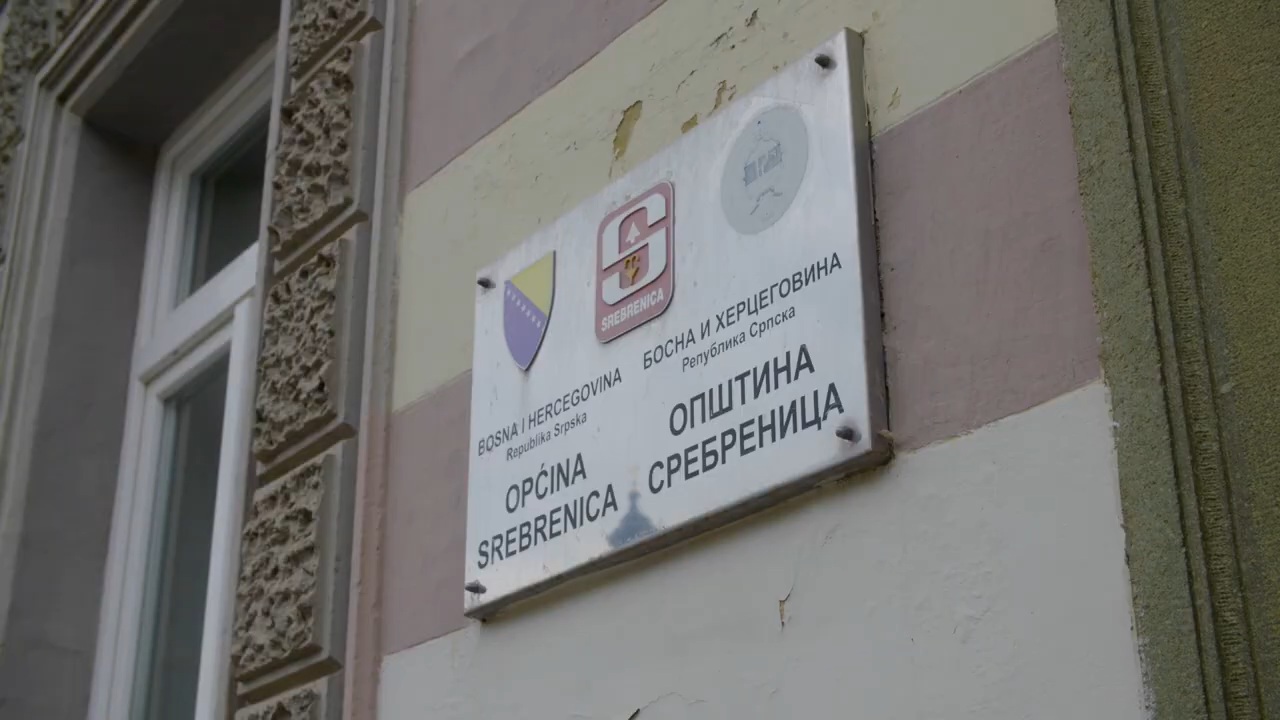 SREBRENICA
BOSNA I HERCEGOVINA
Republika Srpska
OPĆINA
SREBRENICA
БОСНА И ХЕРЦЕГОВИНА
Република Српска
ОПШТИНА
СРЕБРЕНИЦА